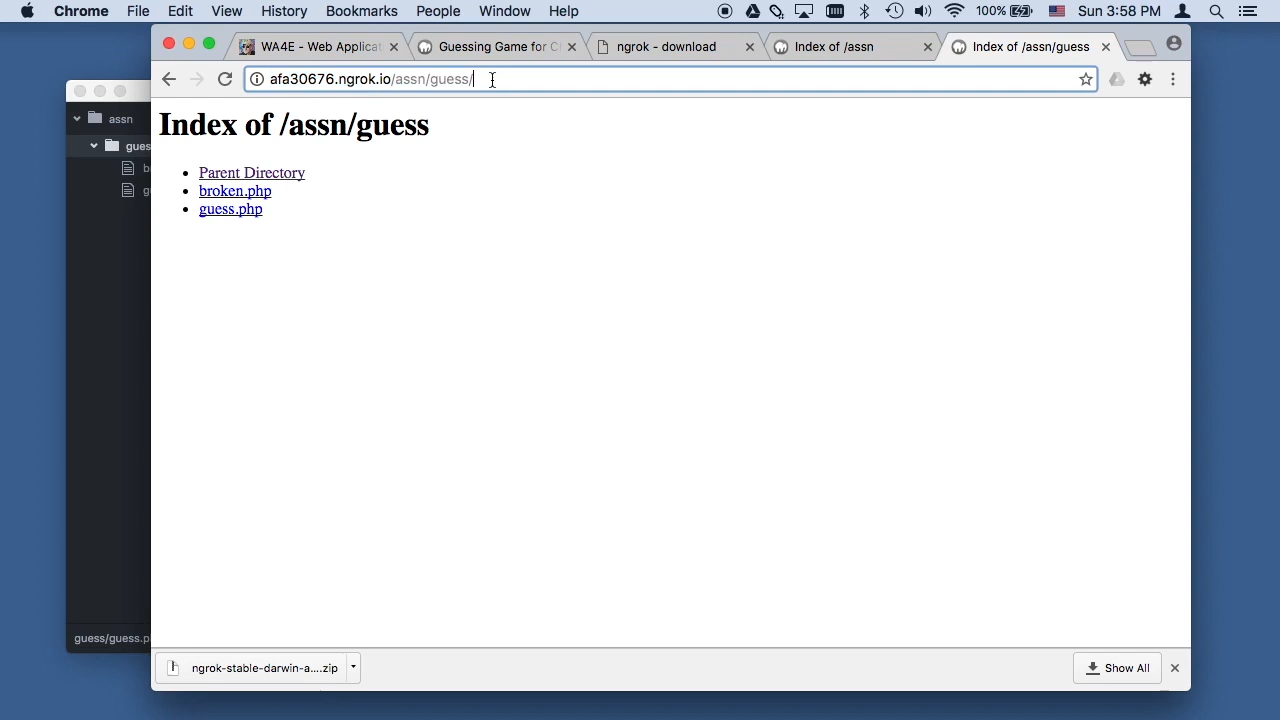 Chrome File Edit View History Bookmarks People Window Help 100% Sun 3:58 PM
WA4E - Web Applicat
Guessing Game for C
ngrok - download
Index of /assn
Index of /assn/guess
afa30676.ngrok.io/assn/guess/
assn
gues
b
g
Index of /assn/guess
Parent Directory
broken.php
guess.php
guess/guess.p
ngrok-stable-darwin-a....zip
Show All